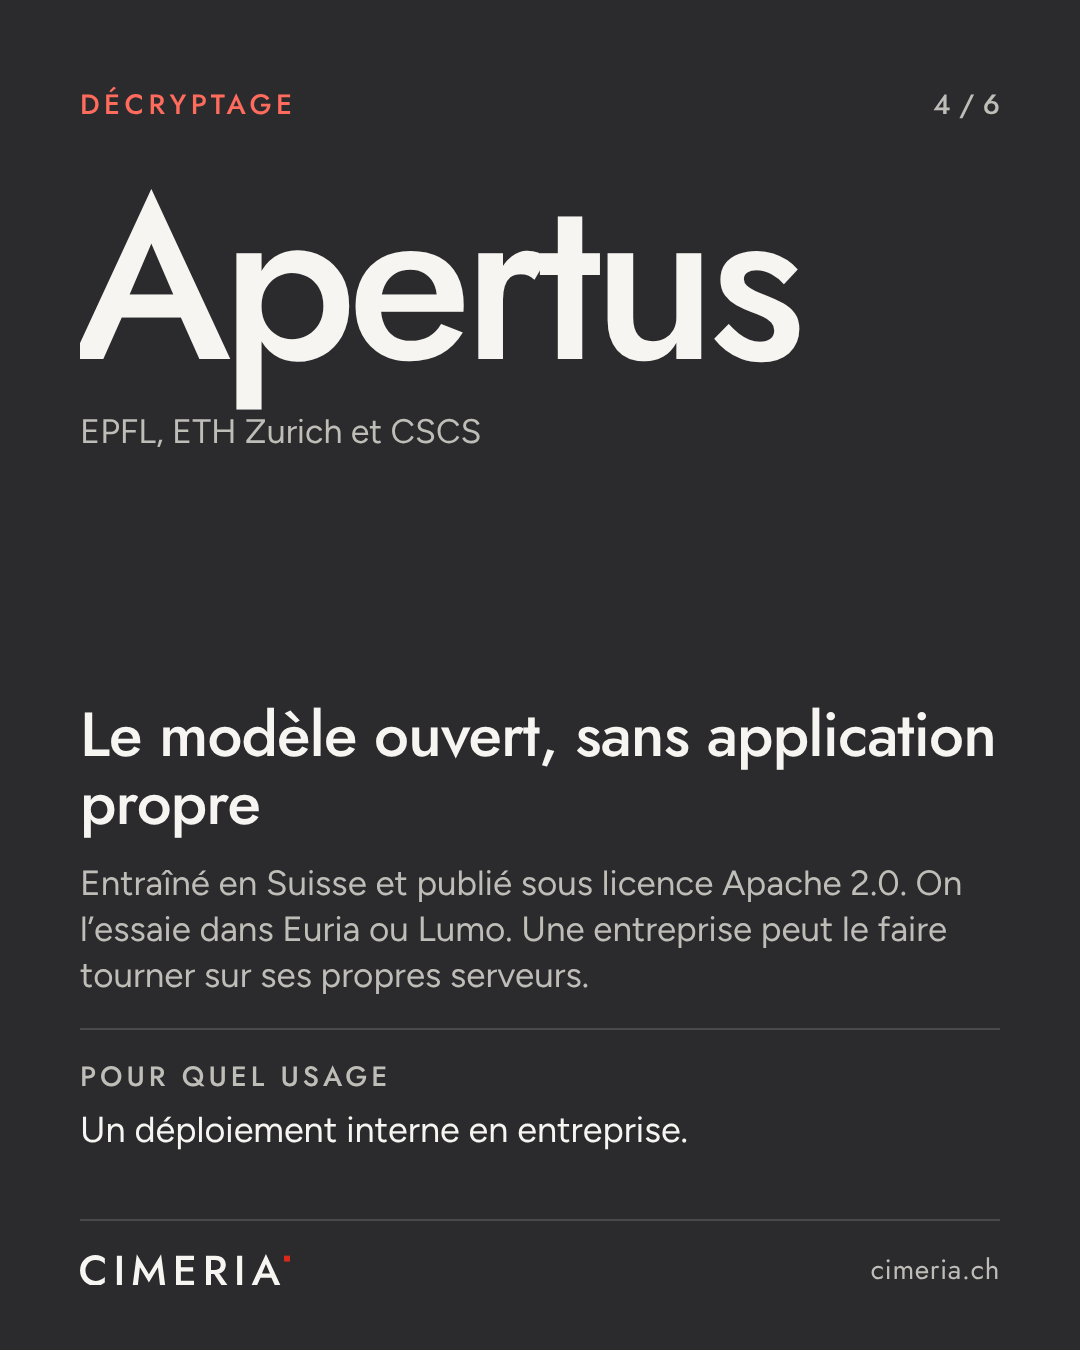 DÉCRYPTAGE
4 / 6
Apertus
EPFL, ETH Zurich et CSCS
Le modèle ouvert, sans application
propre
Entraîné en Suisse et publié sous licence Apache 2.0. On
l’essaie dans Euria ou Lumo. Une entreprise peut le faire
tourner sur ses propres serveurs.
POUR QUEL USAGE
Un déploiement interne en entreprise.
CIMERIA
cimeria.ch